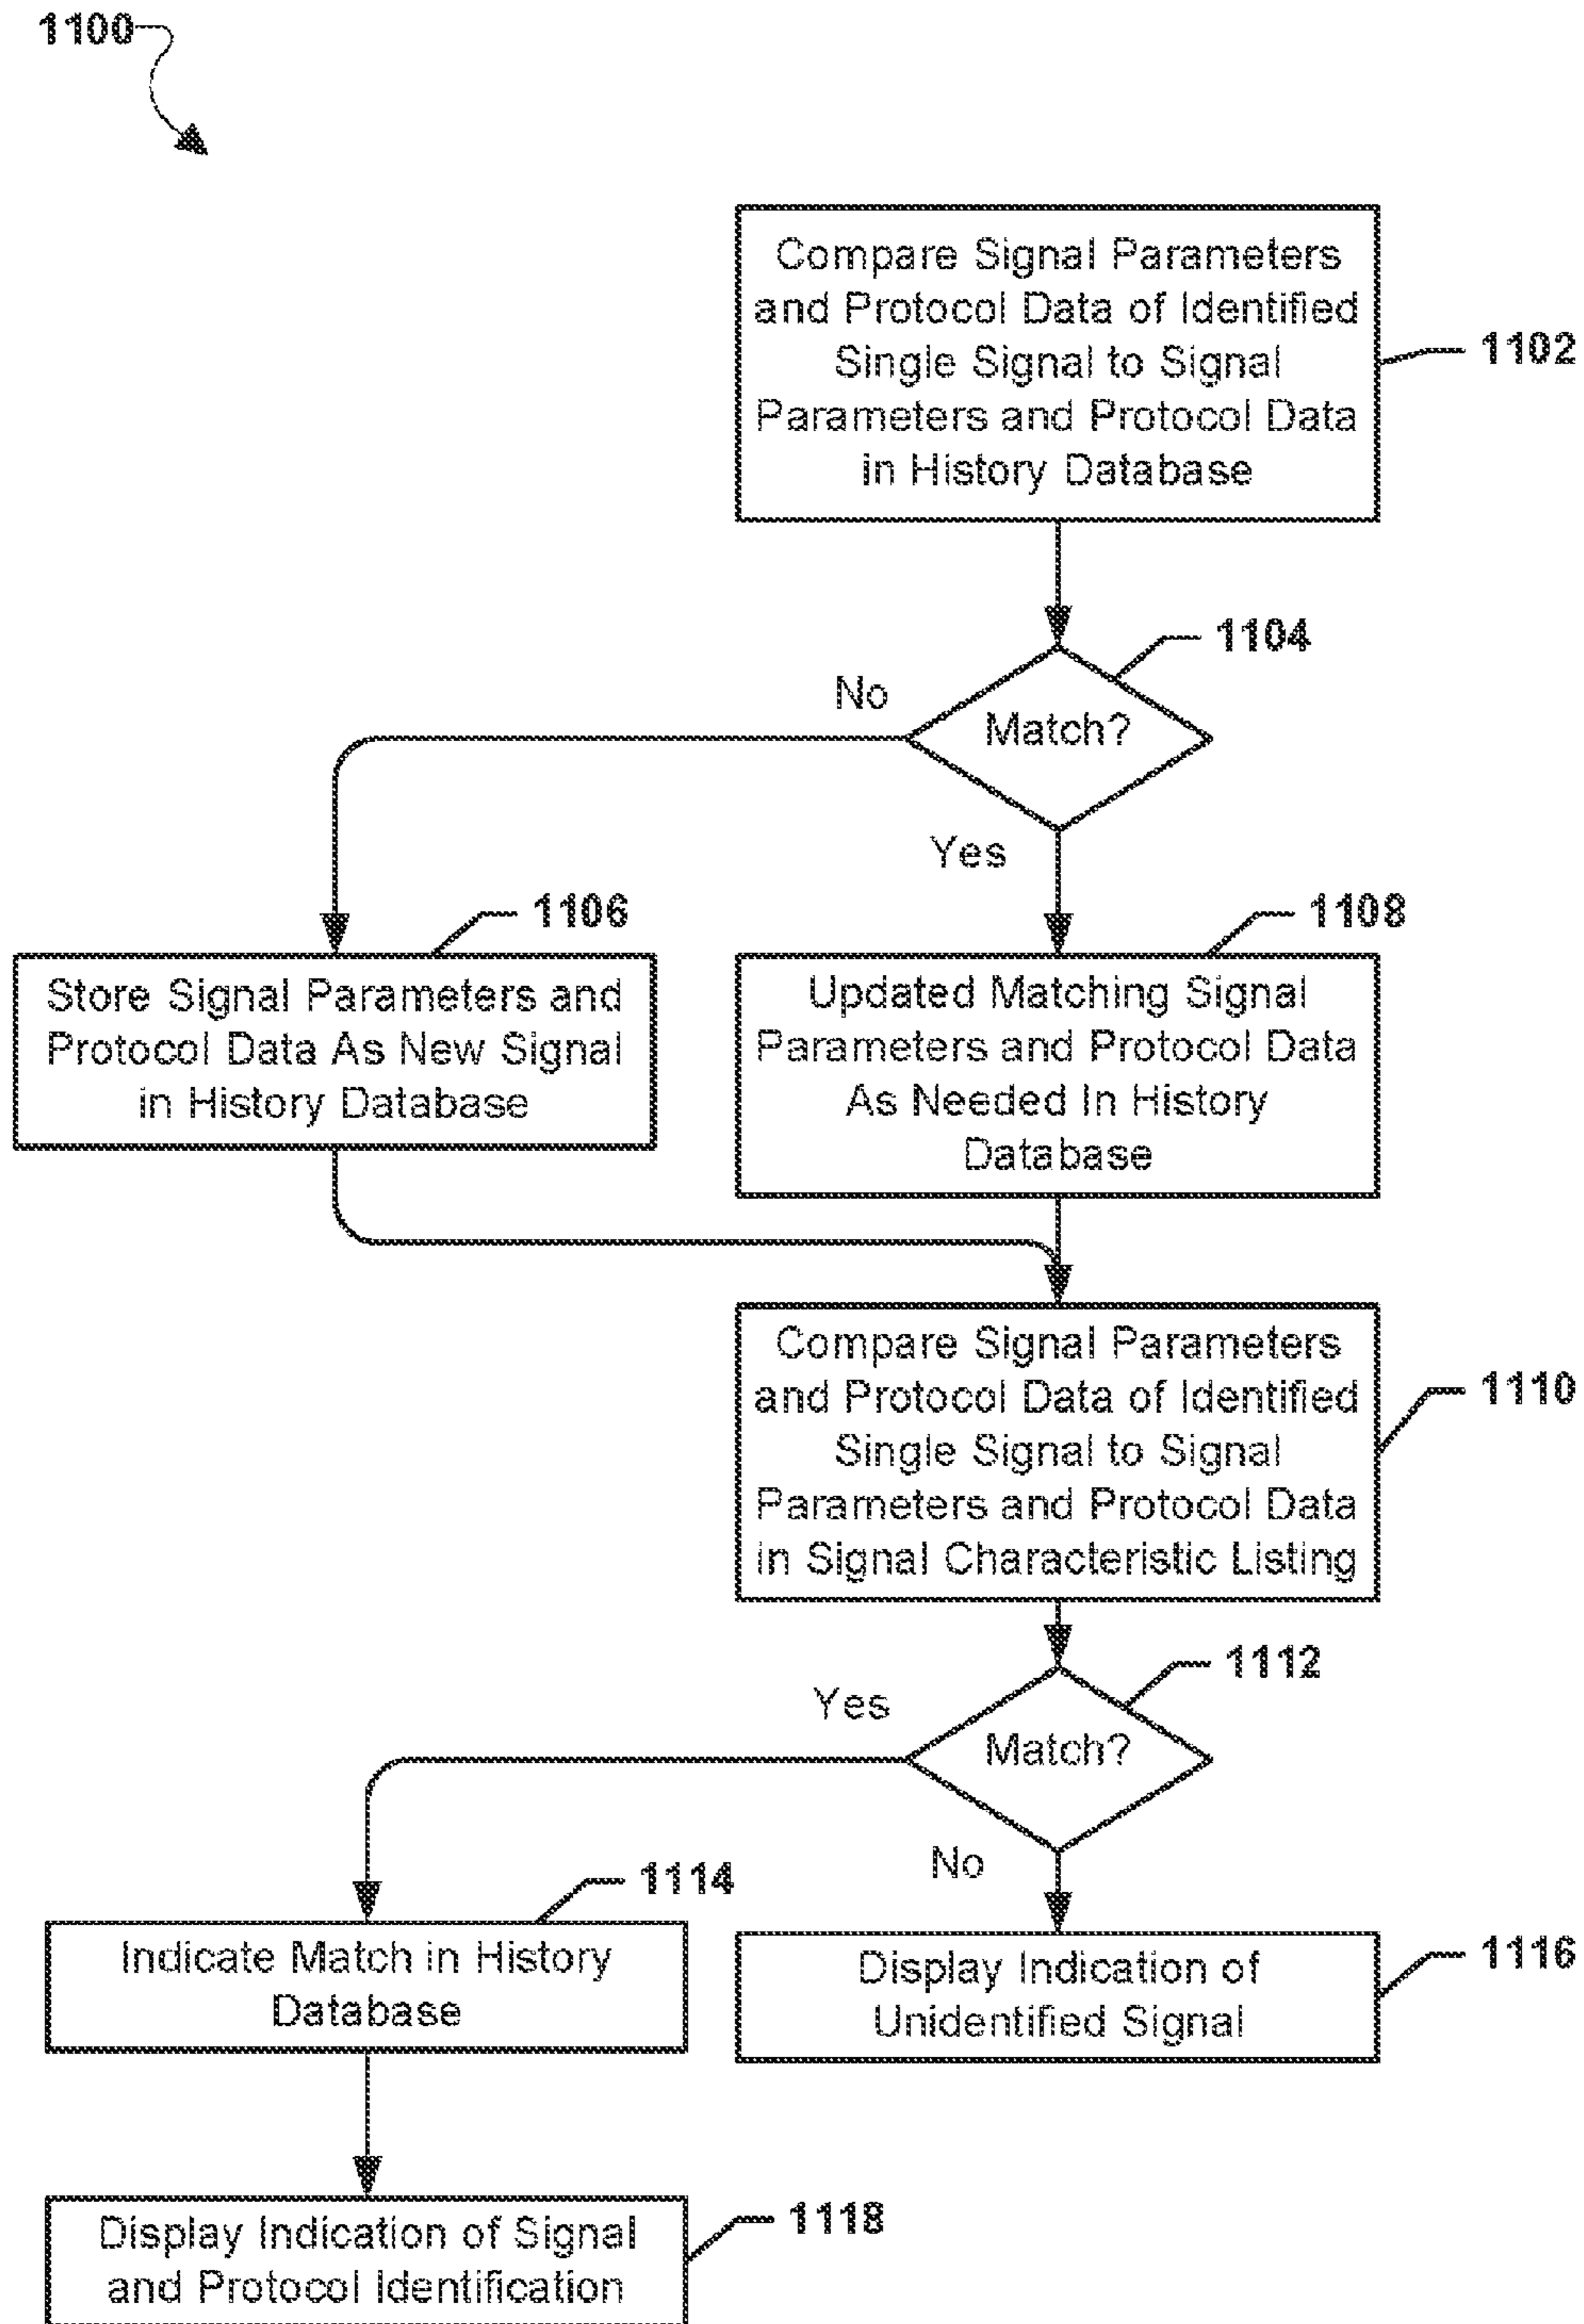 1100
Compare Signal Parameters
and Protocol Data of Identified
Single Signal to Signal
Parameters and Protocol Data
in History Database
1102
1104
No
Match?
Yes
1106
1108
Store Signal Parameters and
Protocol Data As New Signal
in History Database
Updated Matching Signal
Parameters and Protocol Data
As Needed In History
Database
Compare Signal Parameters
and Protocol Data of Identified
Single Signal to Signal
Parameters and Protocol Data
in Signal Characteristic Listing
1110
1112
Yes
Match?
No
1114
Indicate Match in History
Database
Display Indication of
Unidentified Signal
1116
Display Indication of Signal
and Protocol Identification
1118